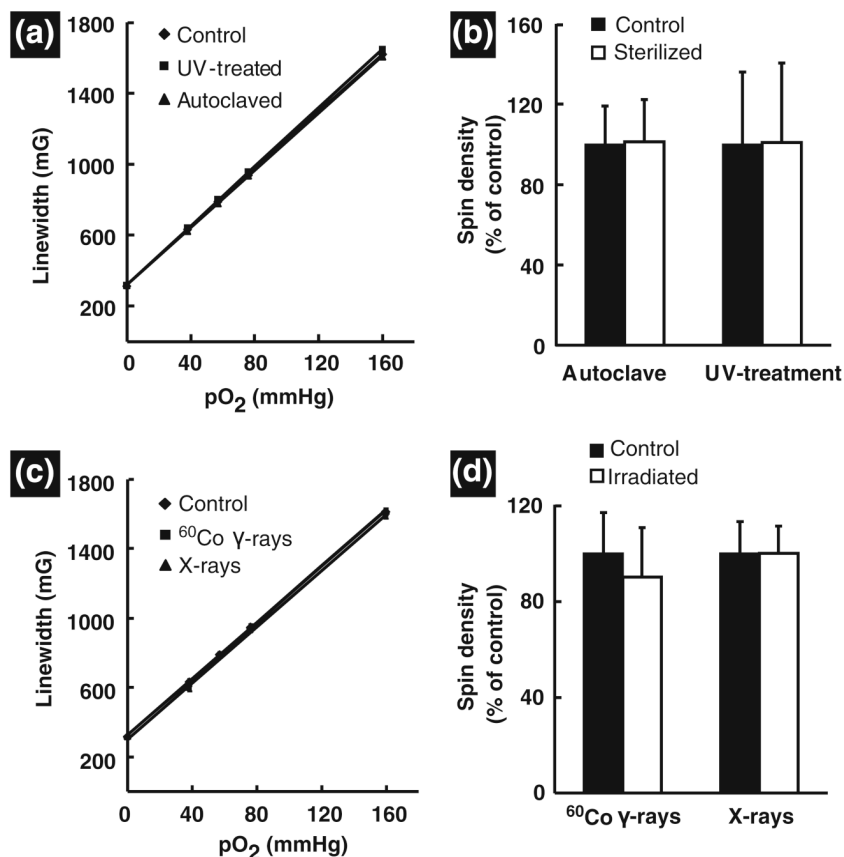 (a)
1800
1600
1000
600
200
0 40 80 120 160
Linewidth (mG)
pO2 (mmHg)
Control
UV-treated
Autoclaved
(b)
Control
Sterilized
160
120
80
40
0
Spin density
(% of control)
Autoclave UV-treatment
(c)
1800
1400
1000
600
200
0 40 80 120 160
Linewidth (mG)
pO2 (mmHg)
Control
60Co γ-rays
X-rays
(d)
Control
Irradiated
120
80
40
0
Spin density
(% of control)
60Co γ-rays X-rays